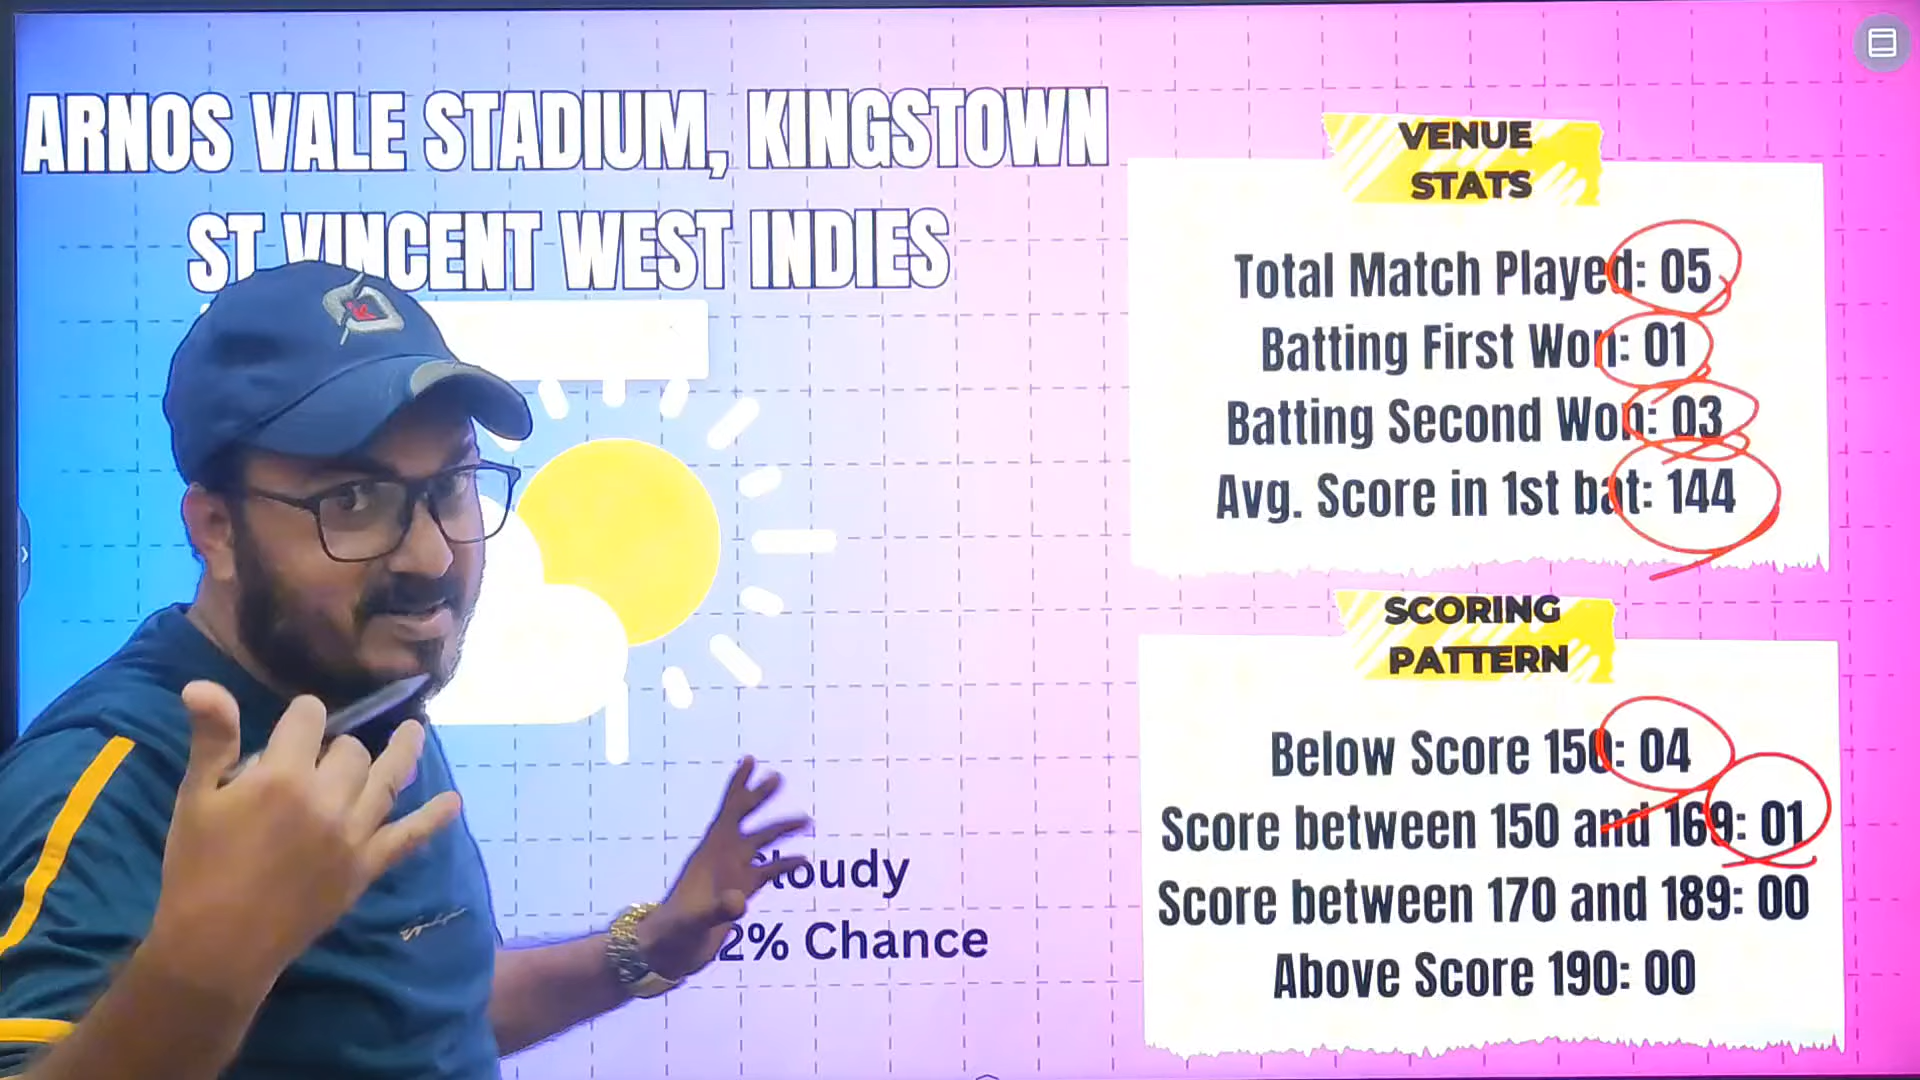 ARNOS VALE STADIUM, KINGSTOWN
ST VINCENT WEST INDIES
VENUE
STATS
Total Match Played: 05
Batting First Won: 01
Batting Second Won: 03
Avg. Score in 1st bat: 144
SCORING
PATTERN
Below Score 150: 04
Score between 150 and 169: 01
Score between 170 and 189: 00
Above Score 190: 00
Cloudy
2% Chance